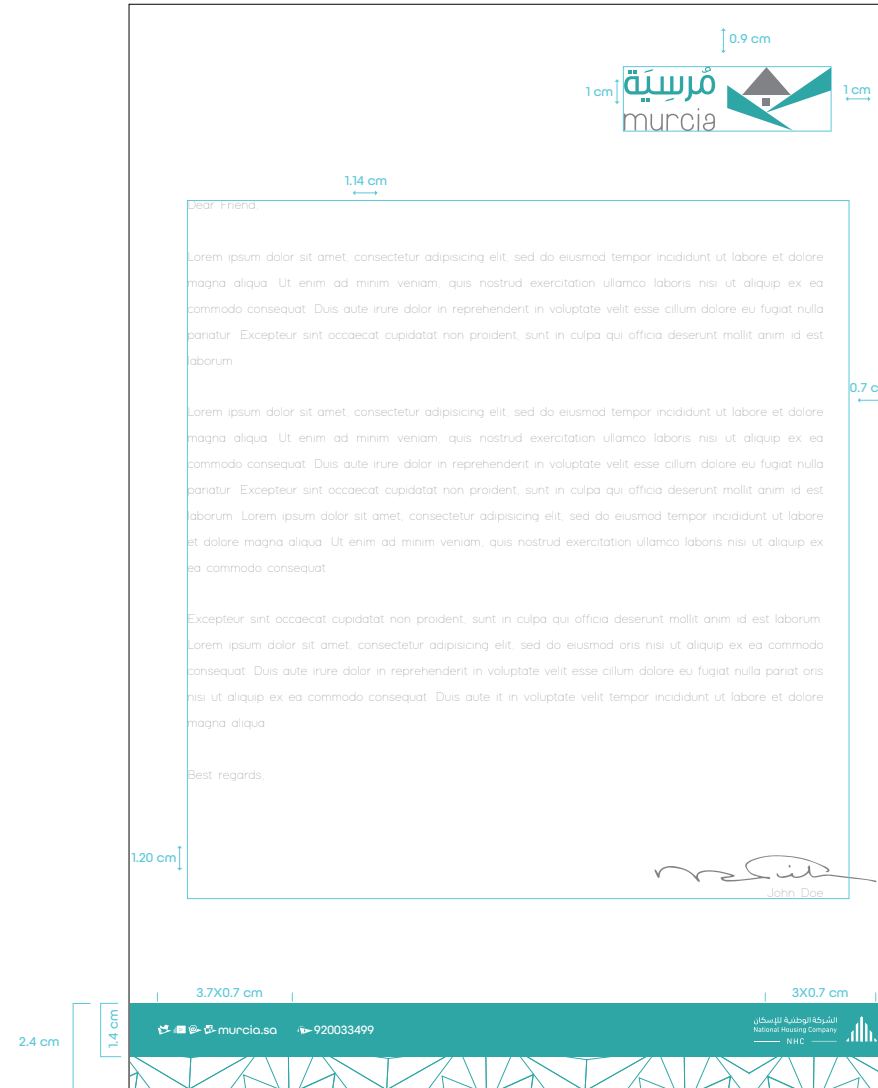 0.9 cm
1 cm
مُرسِيَة
murcia
1 cm
1.14 cm
Dear Friend,
Lorem ipsum dolor sit amet, consectetur adipisicing elit, sed do eiusmod tempor incididunt ut labore et dolore
magna aliqua. Ut enim ad minim veniam, quis nostrud exercitation ullamco laboris nisi ut aliquip ex ea
commodo consequat. Duis aute irure dolor in reprehenderit in voluptate velit esse cillum dolore eu fugiat nulla
pariatur. Excepteur sint occaecat cupidatat non proident, sunt in culpa qui officia deserunt mollit anim id est
laborum.
0.7 c
Lorem ipsum dolor sit amet, consectetur adipisicing elit, sed do eiusmod tempor incididunt ut labore et dolore
magna aliqua. Ut enim ad minim veniam, quis nostrud exercitation ullamco laboris nisi ut aliquip ex ea
commodo consequat. Duis aute irure dolor in reprehenderit in voluptate velit esse cillum dolore eu fugiat nulla
pariatur. Excepteur sint occaecat cupidatat non proident, sunt in culpa qui officia deserunt mollit anim id est
laborum. Lorem ipsum dolor sit amet, consectetur adipisicing elit, sed do eiusmod tempor incididunt ut labore
et dolore magna aliqua. Ut enim ad minim veniam, quis nostrud exercitation ullamco laboris nisi ut aliquip ex
ea commodo consequat.
Excepteur sint occaecat cupidatat non proident, sunt in culpa qui officia deserunt mollit anim id est laborum.
Lorem ipsum dolor sit amet, consectetur adipisicing elit, sed do eiusmod oris nisi ut aliquip ex ea commodo
consequat. Duis aute irure dolor in reprehenderit in voluptate velit esse cillum dolore eu fugiat nulla pariat oris
nisi ut aliquip ex ea commodo consequat. Duis aute it in voluptate velit tempor incididunt ut labore et dolore
magna aliqua.
Best regards,
1.20 cm
John Doe
3.7X0.7 cm
3X0.7 cm
2.4 cm
1.4 cm
murcia.sa
920033499
الشركة الوطنية للإسكان
National Housing Company
NHC